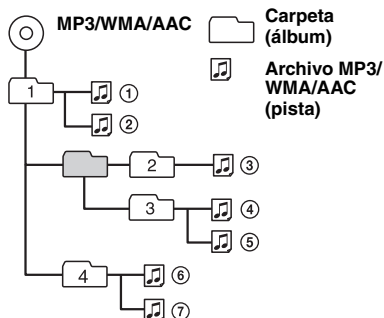 MP3/WMA/AAC
Carpeta
(álbum)
Archivo MP3/
WMA/AAC
(pista)
1
①
②
2
③
3
④
⑤
4
⑥
⑦